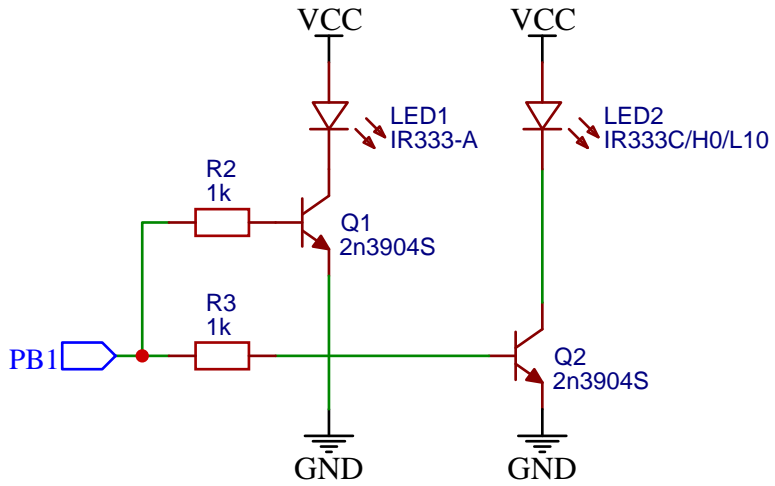 VCC
VCC
LED1
IR333-A
LED2
IR333C/H0/L10
R2
1k
Q1
2n3904S
R3
1k
PB1
Q2
2n3904S
GND
GND